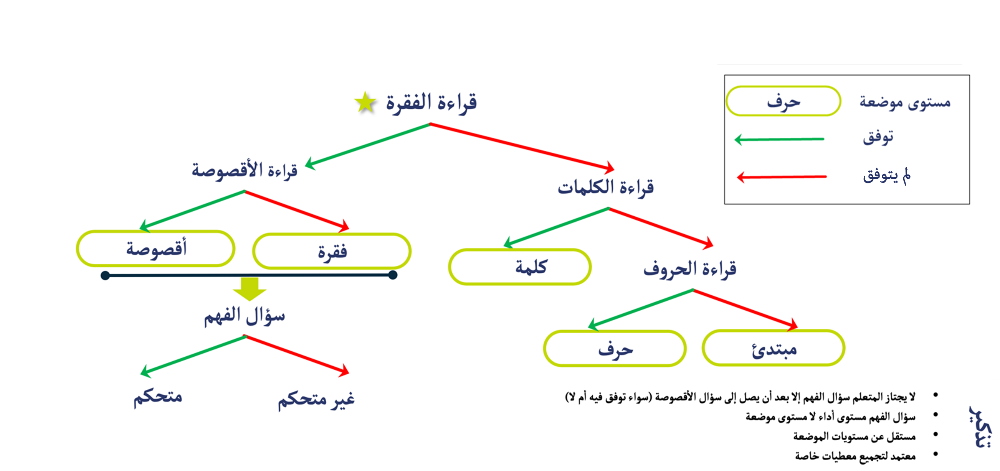 مستوى موضعة
حرف
توفق
لم يتوفق
قراءة الفقرة
قراءة الأقصوصة
قراءة الكلمات
أقصوصة
فقرة
كلمة
قراءة الحروف
سؤال الفهم
مبتدئ
حرف
غير متحكم
متحكم
تذكير
• لا يجتاز المتعلم سؤال الفهم إلا بعد أن يصل إلى سؤال الأقصوصة (سواء توفق فيه أم لا)
• سؤال الفهم مستوى أداء لا مستوى موضعة
• مستقل عن مستويات الموضعة
• معتمد لتجميع معطيات خاصة